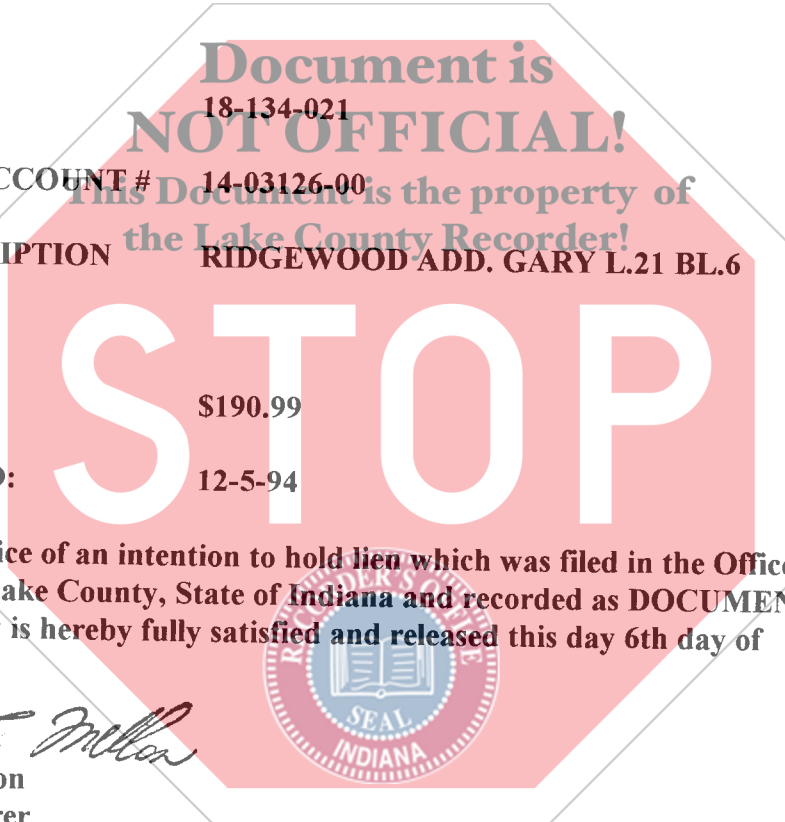 Document is
18-134-021
NOT OFFICIAL!
CCOUNT # 14-03126-00
This Document is the property of
the Lake County Recorder!
IPTION RIDGEWOOD ADD. GARY L.21 BL.6
STOP
$190.99
D: 12-5-94
ice of an intention to hold lien which was filed in the Office
ake County, State of Indiana and recorded as DOCUMEN
is hereby fully satisfied and released this day 6th day of
RECORDER'S OFFICE
SEAL
INDIANA
Mellon
on
rer